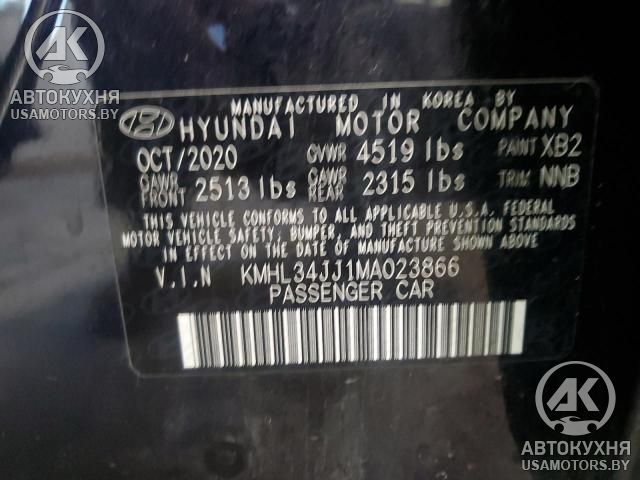 АК
АВТОКУХНЯ
USAMOTORS.BY
MANUFACTURED IN KOREA BY
HYUNDAI MOTOR COMPANY
OCT/2020 GVWR 4519 lbs PAINT XB2
GAWR FRONT 2513 lbs GAWR REAR 2315 lbs TRIM NNB
THIS VEHICLE CONFORMS TO ALL APPLICABLE U.S.A. FEDERAL
MOTOR VEHICLE SAFETY, BUMPER, AND THEFT PREVENTION STANDARDS
IN EFFECT ON THE DATE OF MANUFACTURE SHOWN ABOVE
V.I.N KMHL34JJ1MA023866
PASSENGER CAR
АК
АВТОКУХНЯ
USAMOTORS.BY